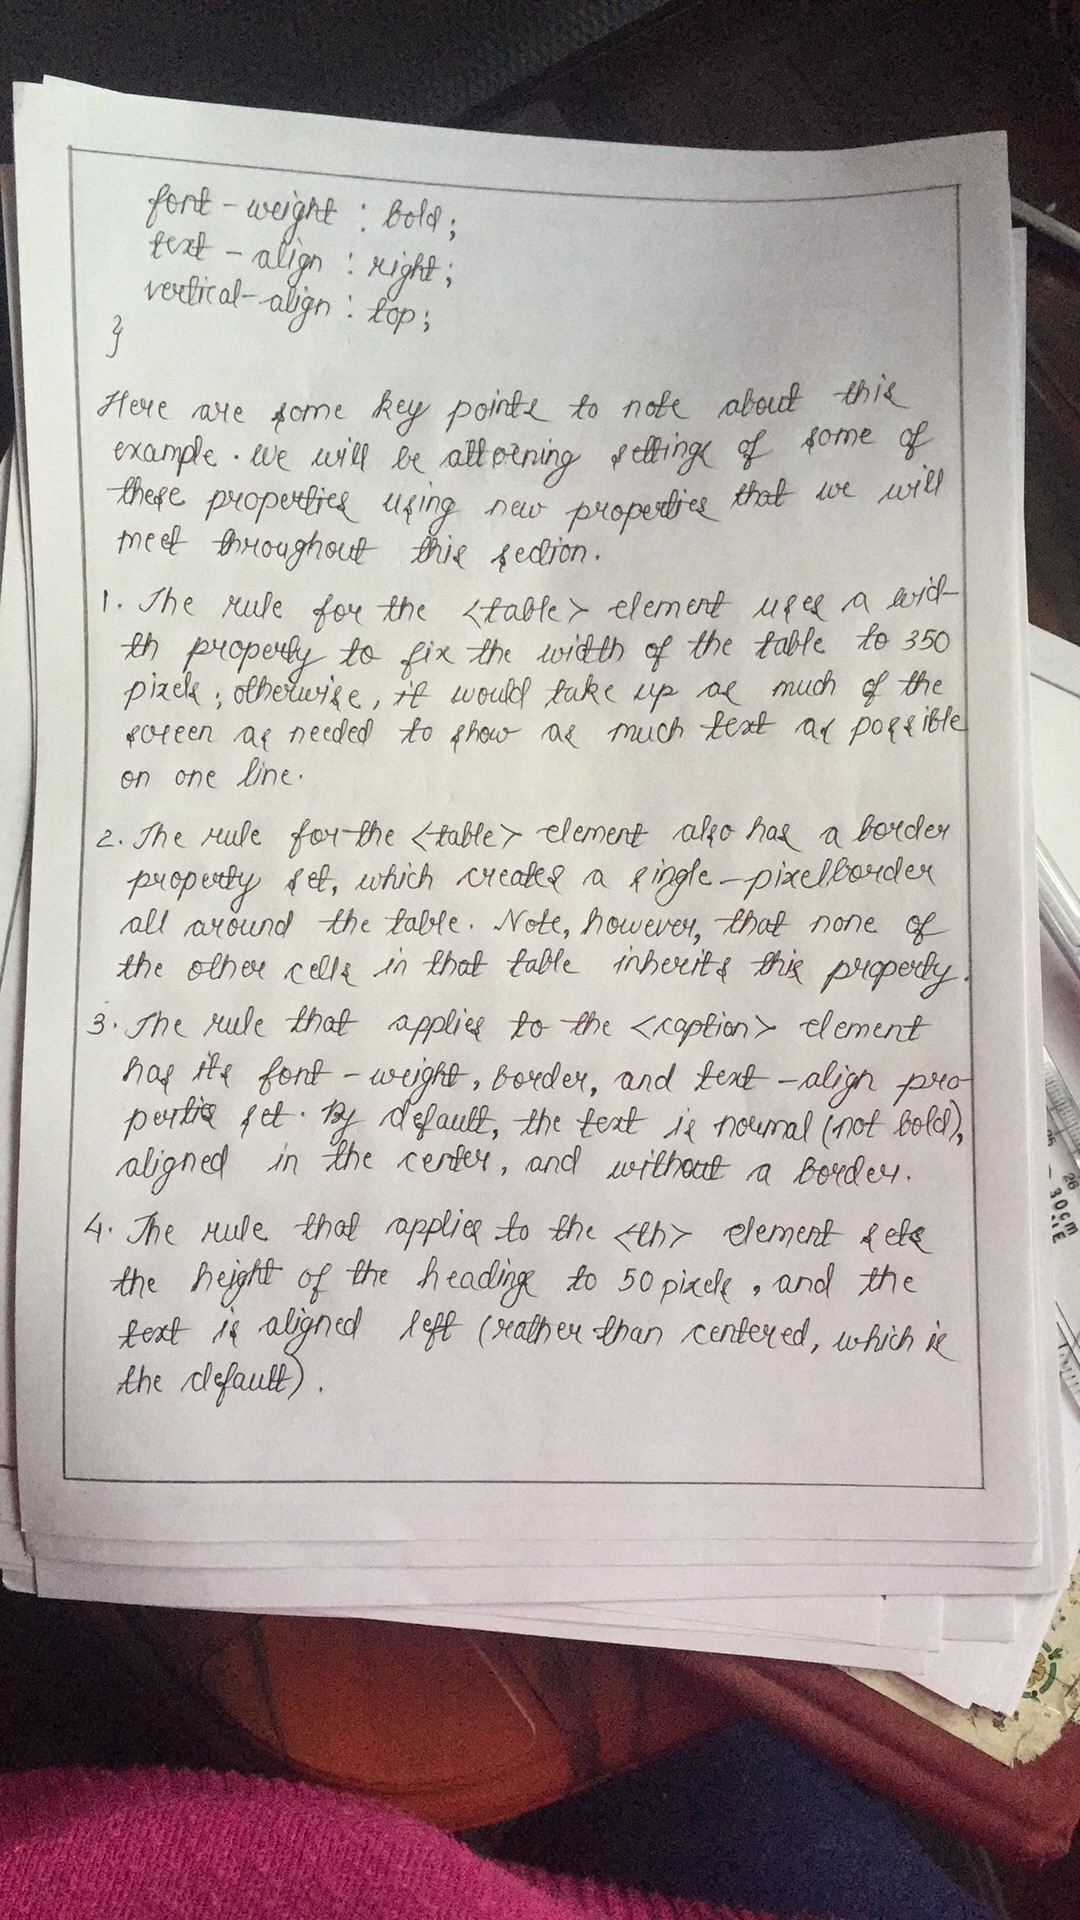 font-weight : bold;
text-align : right;
vertical-align : top;
}
Here are some key points to note about this
example. we will be altering settings of some of
these properties using new properties that we will
meet throughout this section.
1. The rule for the <table> element uses a wid-
th property to fix the width of the table to 350
pixels; otherwise, it would take up as much of the
screen as needed to show as much text as possible
on one line.
2. The rule for the <table> element also has a border
property set, which creates a single-pixelborder
all around the table. Note, however, that none of
the other cells in that table inherits this property.
3. The rule that applies to the <caption> element
has its font-weight, border, and text-align pro
perties set. By default, the text is normal (not bold),
aligned in the center, and without a border.
4. The rule that applies to the <th> element sets
the height of the headings to 50 pixels, and the
text is aligned left (rather than centered, which is
the default).
26
30cm